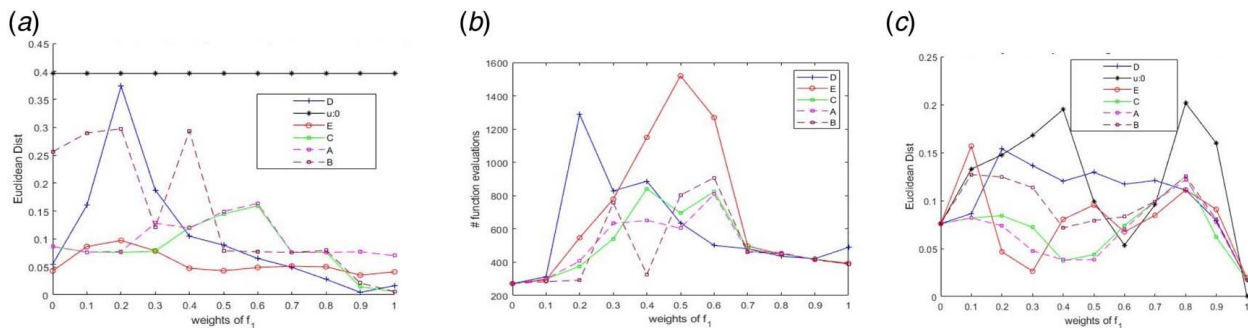 (a)
(b)
(c)
0.45
0.4
0.35
0.3
0.25
0.2
0.15
0.1
0.05
0
Euclidean Dist
D
u:0
E
C
A
B
0 0.1 0.2 0.3 0.4 0.5 0.6 0.7 0.8 0.9 1
weights of f1
1600
1400
1200
1000
800
600
400
200
# function evaluations
D
E
C
A
B
0 0.1 0.2 0.3 0.4 0.5 0.6 0.7 0.8 0.9 1
weights of f1
0.25
0.2
0.15
0.1
0.05
0
Euclidean Dist
D
u:0
E
C
A
B
0 0.1 0.2 0.3 0.4 0.5 0.6 0.7 0.8 0.9 1
weights of f1